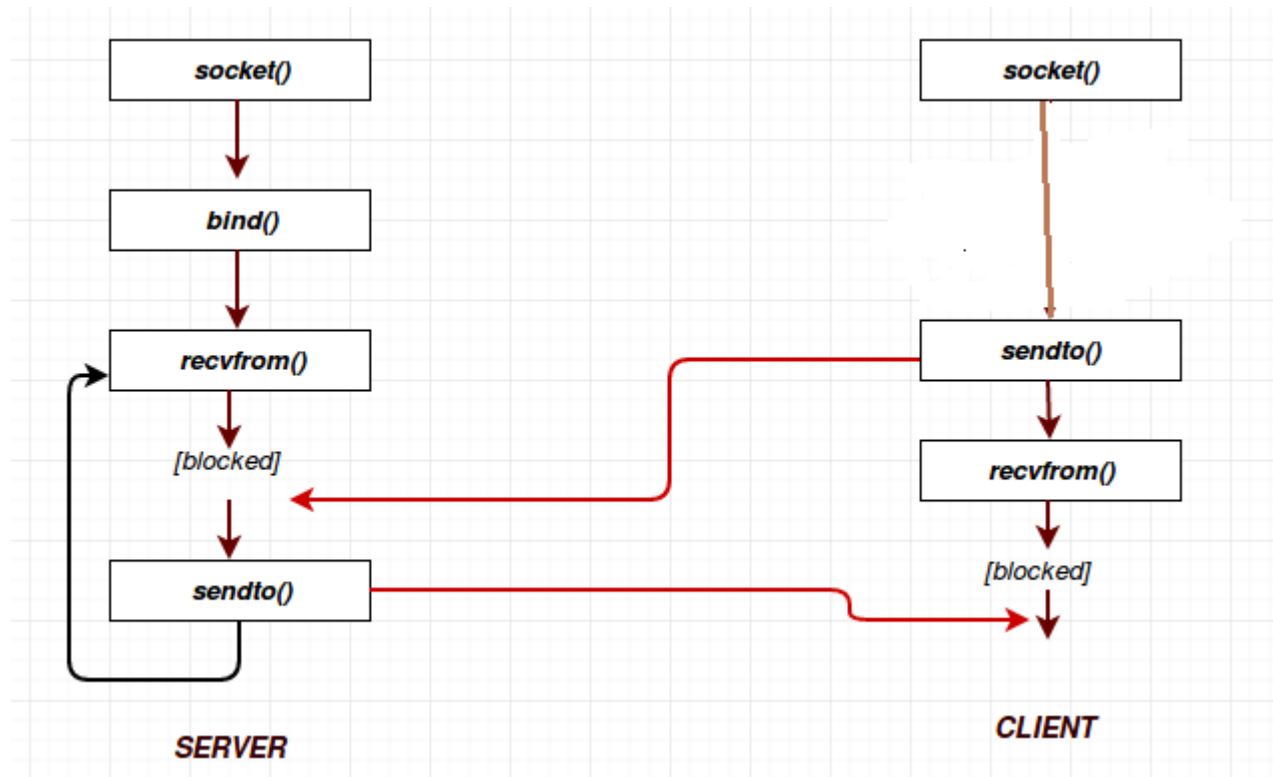 socket()
bind()
recvfrom()
[blocked]
sendto()
SERVER
socket()
sendto()
recvfrom()
[blocked]
CLIENT